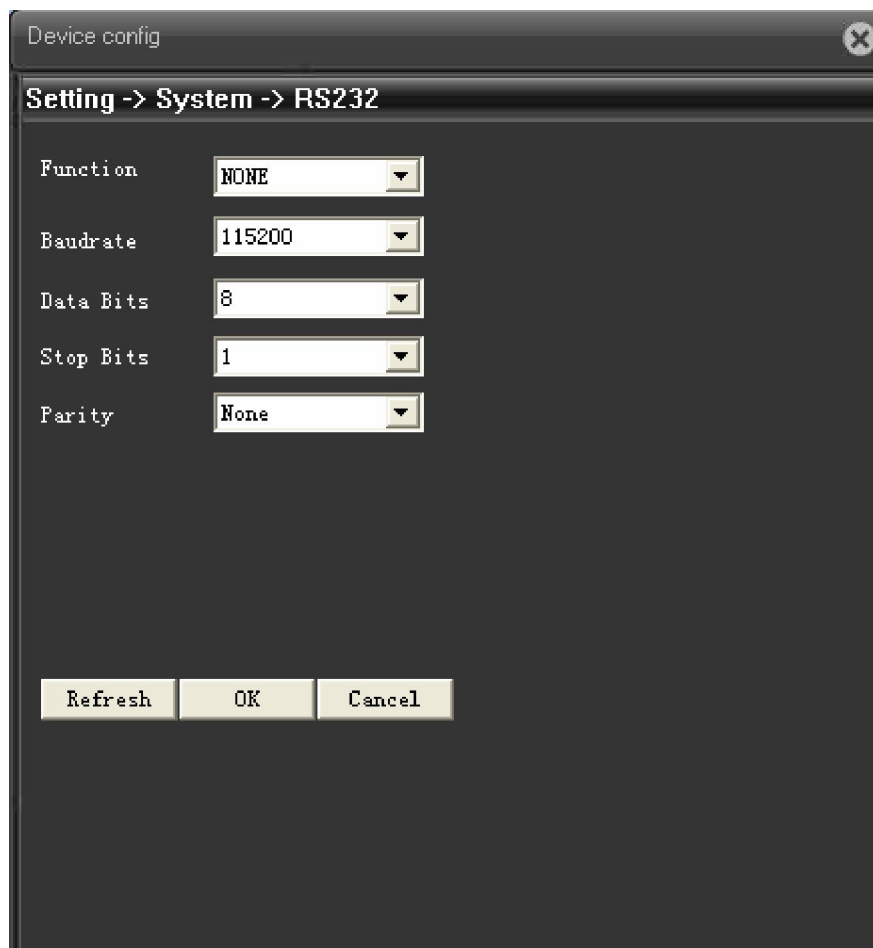 Device config
Setting -> System -> RS232
Function NONE
Baudrate 115200
Data Bits 8
Stop Bits 1
Parity None
Refresh OK Cancel